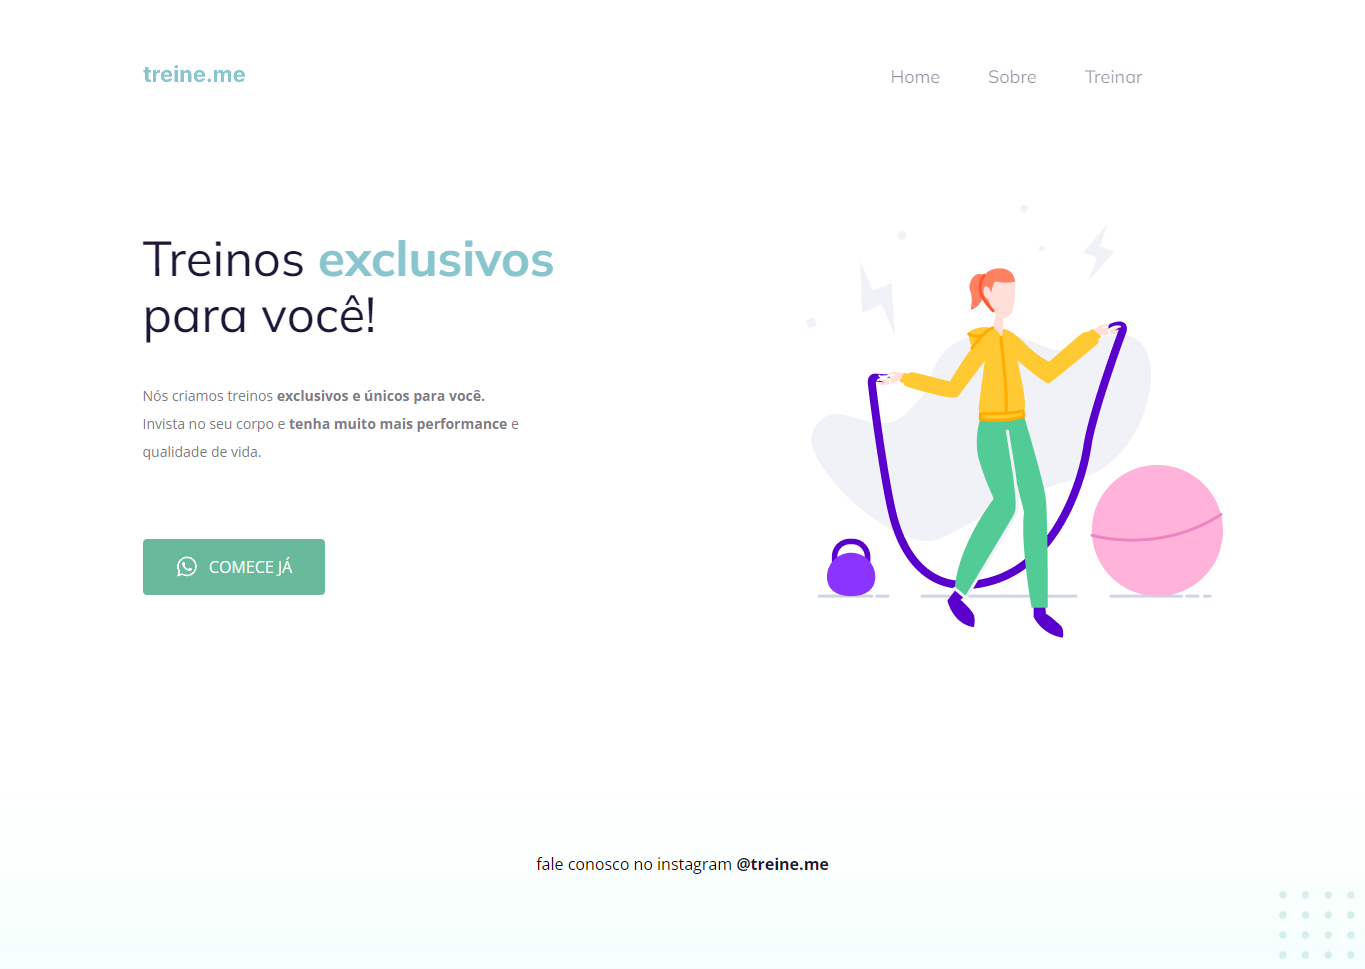 treine.me
Home Sobre Treinar
Treinos exclusivos
para você!
Nós criamos treinos exclusivos e únicos para você.
Invista no seu corpo e tenha muito mais performance e
qualidade de vida.
COMECE JÁ
fale conosco no instagram @treine.me